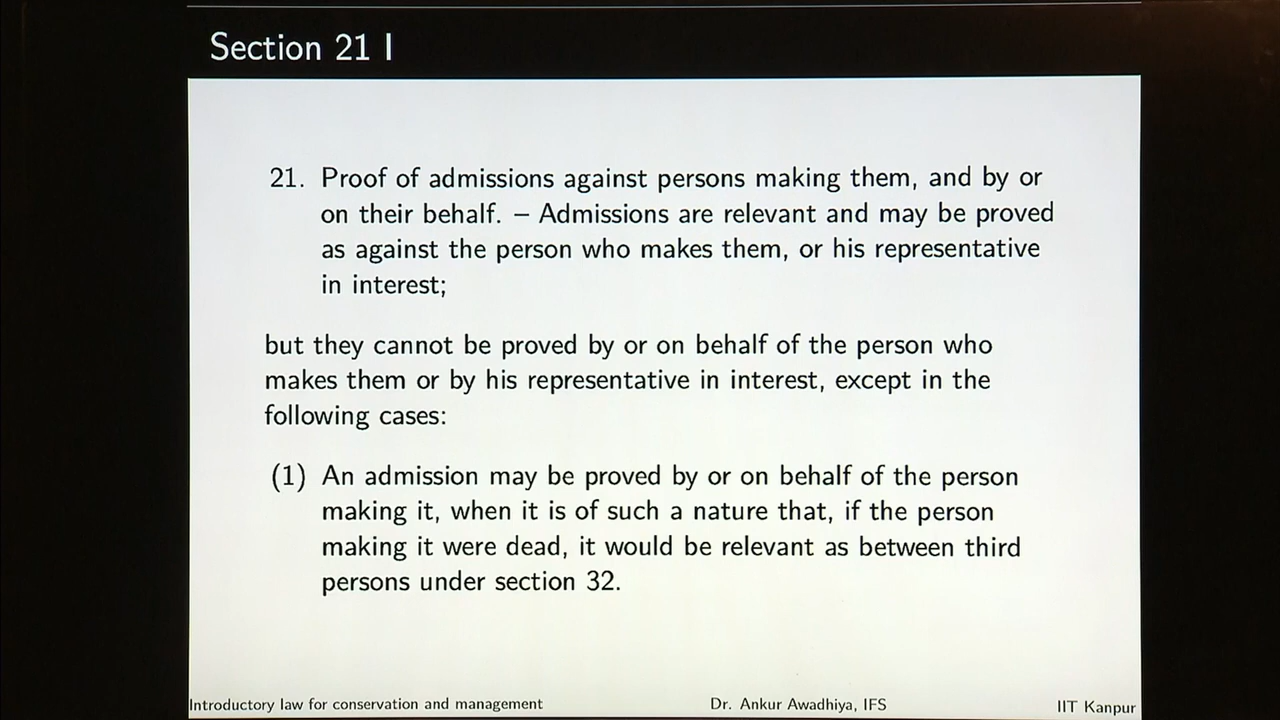 Section 21 I
21. Proof of admissions against persons making them, and by or
on their behalf. – Admissions are relevant and may be proved
as against the person who makes them, or his representative
in interest;
but they cannot be proved by or on behalf of the person who
makes them or by his representative in interest, except in the
following cases:
(1) An admission may be proved by or on behalf of the person
making it, when it is of such a nature that, if the person
making it were dead, it would be relevant as between third
persons under section 32.
Introductory law for conservation and management Dr. Ankur Awadhiya, IFS IIT Kanpur